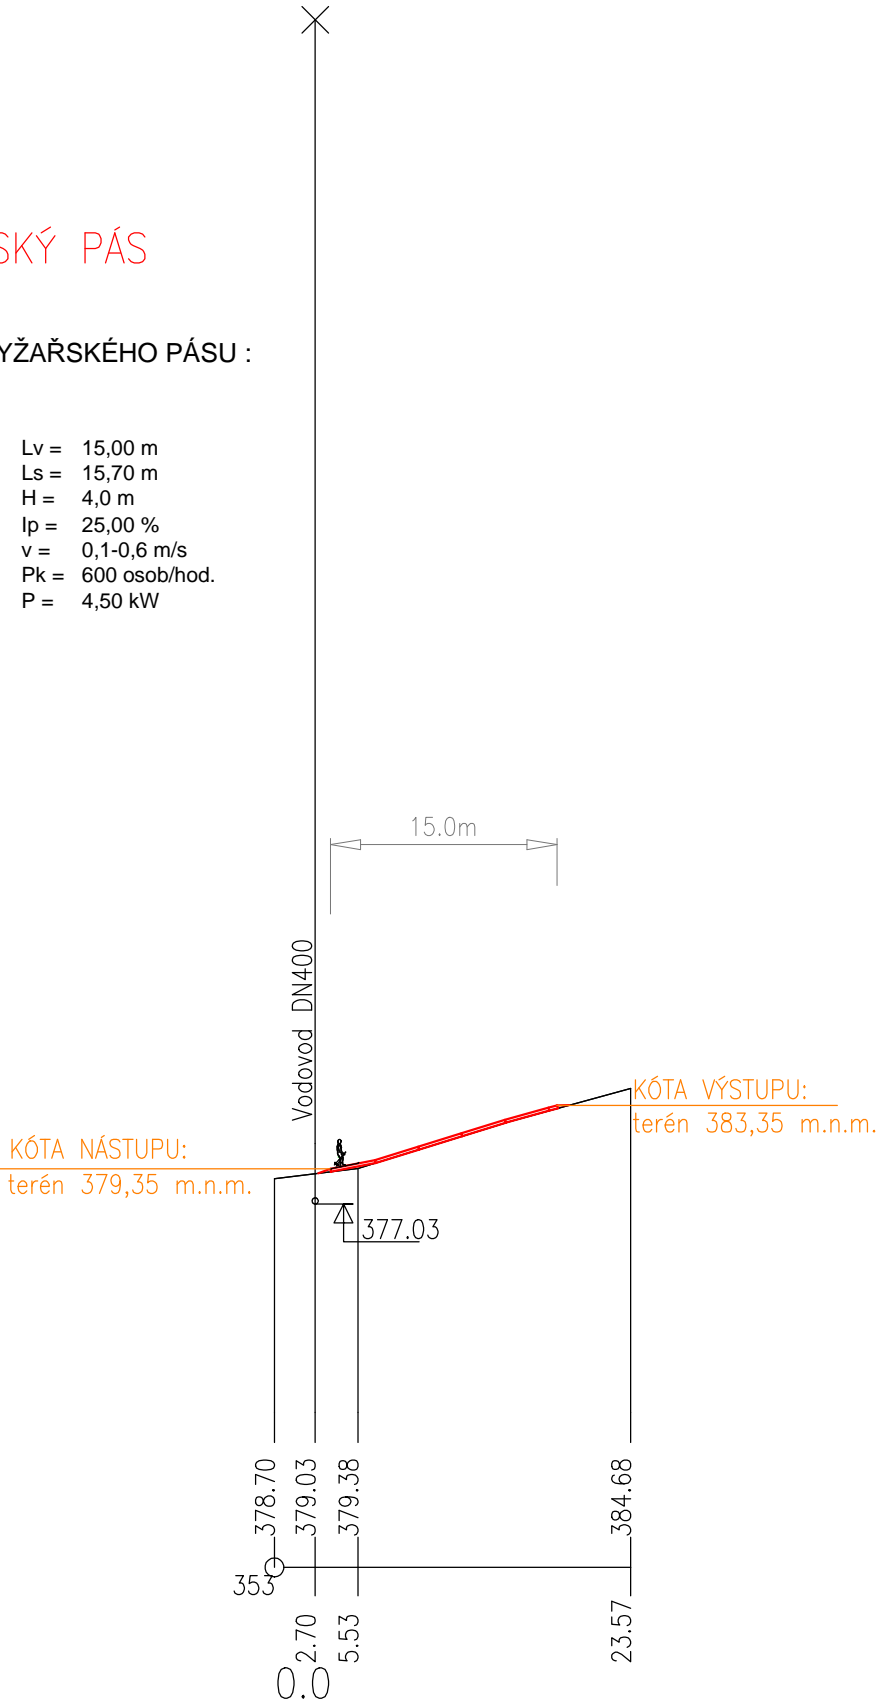 SKÝ PÁS
YŽAŘSKÉHO PÁSU :
Lv = 15,00 m
Ls = 15,70 m
H = 4,0 m
Ip = 25,00 %
v = 0,1-0,6 m/s
Pk = 600 osob/hod.
P = 4,50 kW
15.0m
Vodovod DN400
KÓTA VÝSTUPU:
terén 383,35 m.n.m.
KÓTA NÁSTUPU:
terén 379,35 m.n.m.
377.03
378.70
379.03
379.38
384.68
353
2.70
5.53
23.57
0.0